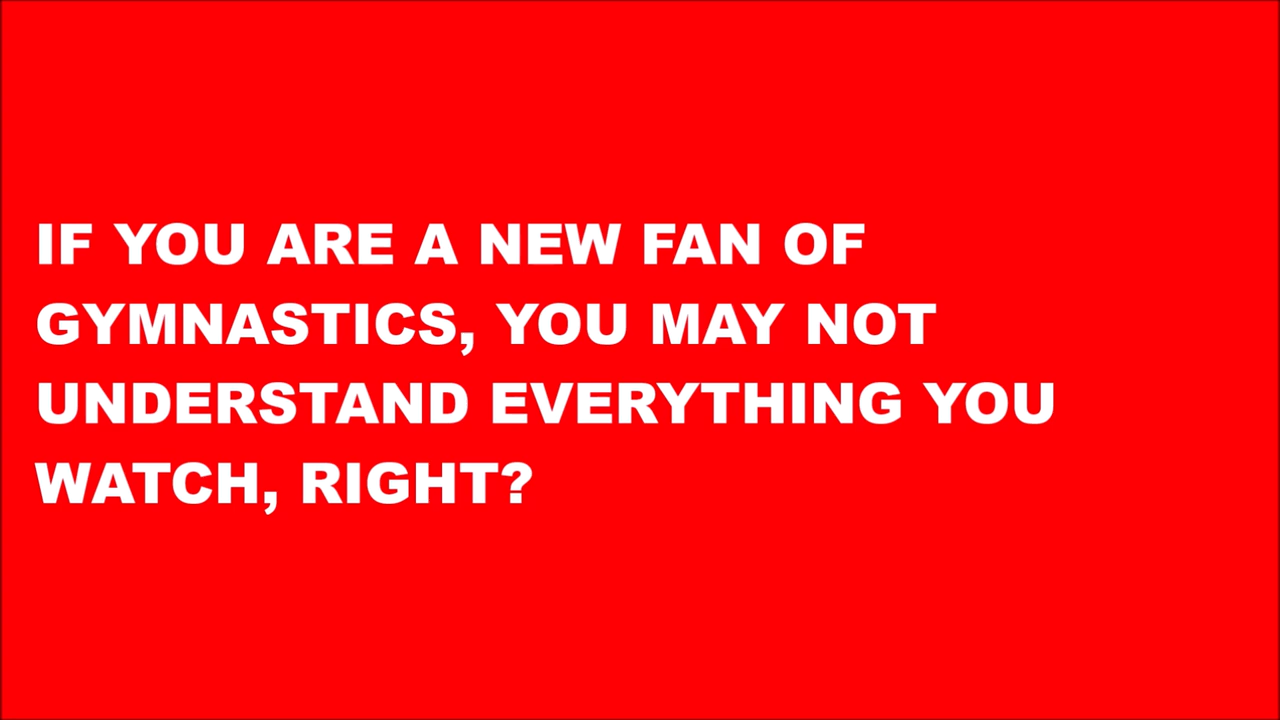 IF YOU ARE A NEW FAN OF
GYMNASTICS, YOU MAY NOT
UNDERSTAND EVERYTHING YOU
WATCH, RIGHT?